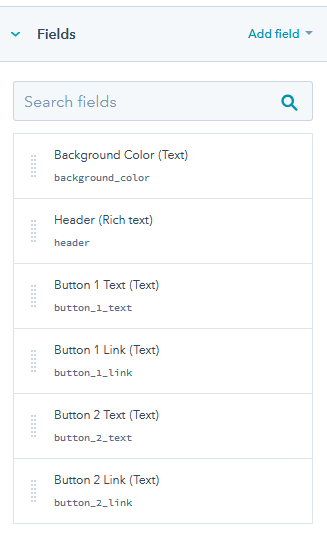 Fields
Add field
Search fields
Background Color (Text)
background_color
Header (Rich text)
header
Button 1 Text (Text)
button_1_text
Button 1 Link (Text)
button_1_link
Button 2 Text (Text)
button_2_text
Button 2 Link (Text)
button_2_link